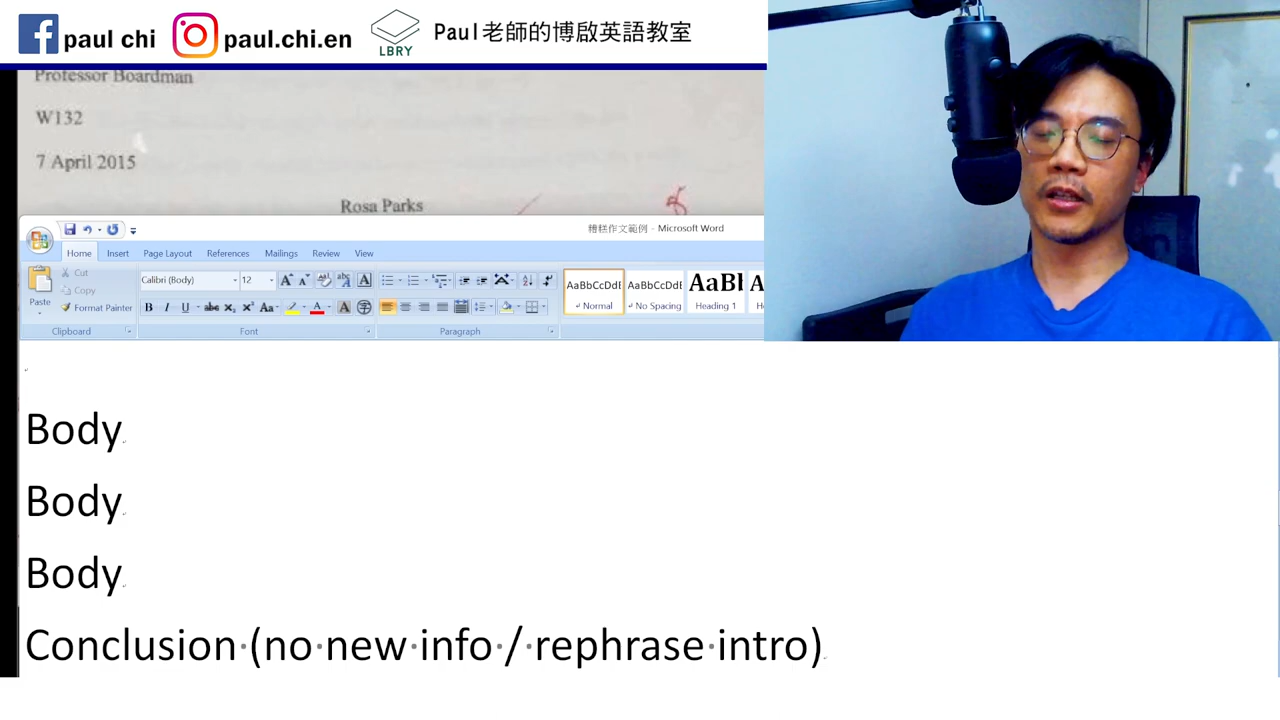 paul chi
paul.chi.en
LBRY
Paul老師的博啟英語教室
Professor Boardman
W132
7 April 2015
Rosa Parks
糟糕作文範例 - Microsoft Word
Home Insert Page Layout References Mailings Review View
Paste
Cut
Copy
Format Painter
Clipboard
Calibri (Body) 12
Font
Paragraph
AaBbCcDdE AaBbCcDdE AaBl A
Normal No Spacing Heading 1 He
Body
Body
Body
Conclusion (no new info / rephrase intro)